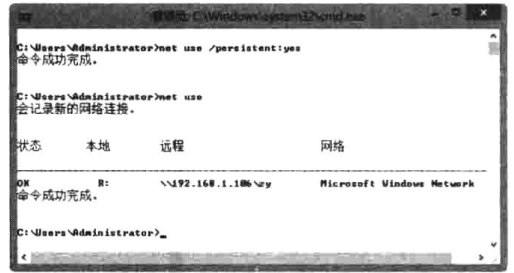 管理员: C:\Windows\system32\cmd.exe
C:\Users\Administrator>net use /persistent:yes
命令成功完成。
C:\Users\Administrator>net use
会记录新的网络连接。
状态 本地 远程 网络
OK R: \\192.168.1.106\zy Microsoft Windows Network
命令成功完成。
C:\Users\Administrator>_